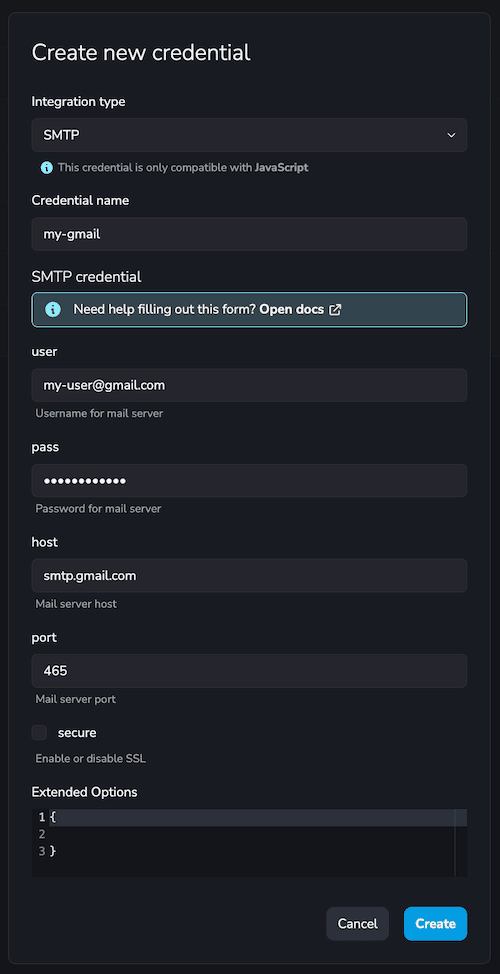 Create new credential
Integration type
SMTP
This credential is only compatible with JavaScript
Credential name
my-gmail
SMTP credential
Need help filling out this form? Open docs
user
my-user@gmail.com
Username for mail server
pass
••••••••••••
Password for mail server
host
smtp.gmail.com
Mail server host
port
465
Mail server port
secure
Enable or disable SSL
Extended Options
1 {
2
3 }
Cancel Create